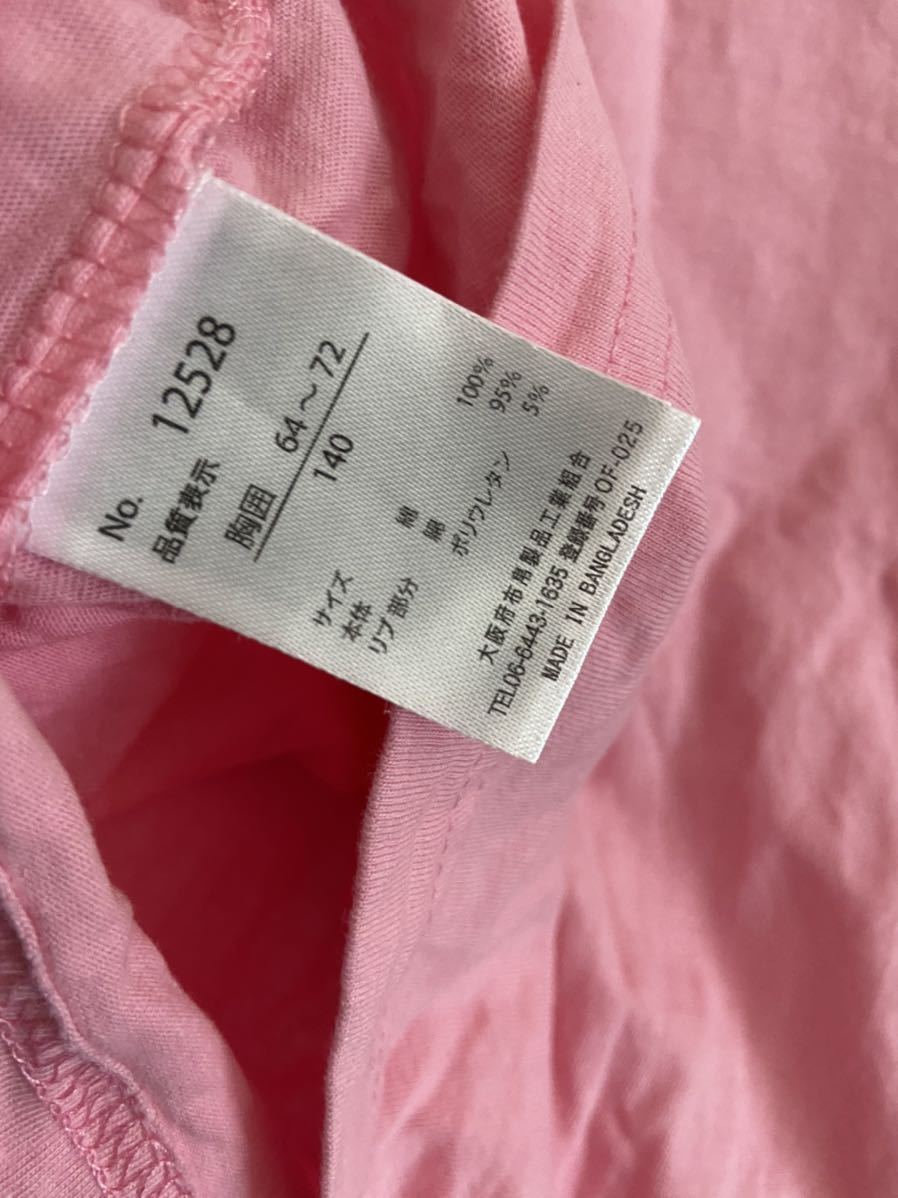 No. 12528
品質表示
胸囲 64～72
140
サイズ
本体 綿 100%
リブ部分 綿 95%
ポリウレタン 5%
大阪府布帛製品工業組合
TEL06-6443-1635 登録番号OF-025
MADE IN BANGLADESH